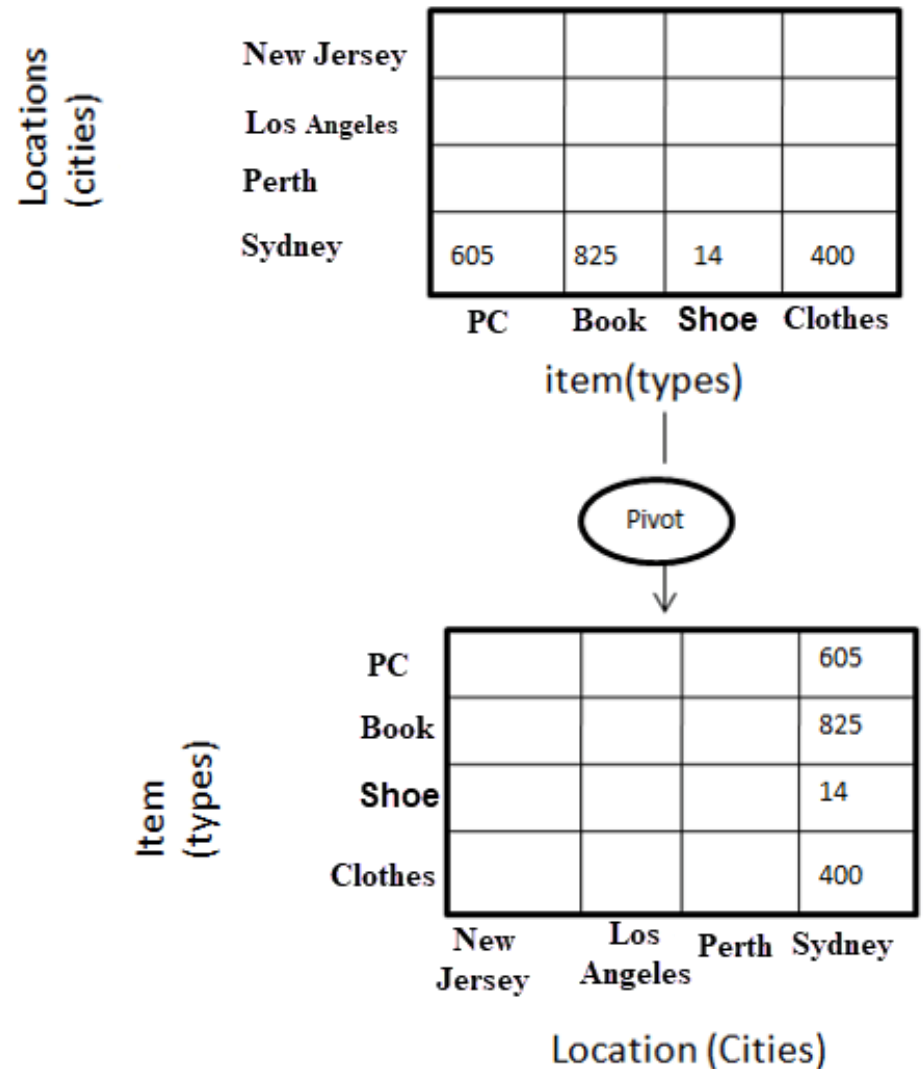 Locations
(cities)
New Jersey
Los Angeles
Perth
Sydney
605 825 14 400
PC Book Shoe Clothes
item(types)
Pivot
Item
(types)
PC 605
Book 825
Shoe 14
Clothes 400
New Los Perth Sydney
Jersey Angeles
Location (Cities)